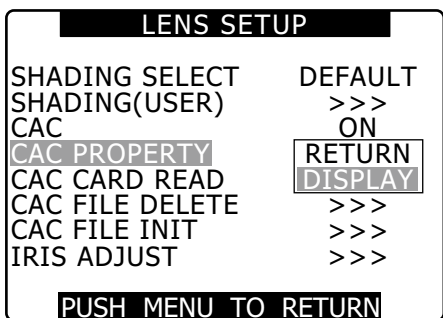 LENS SETUP
SHADING SELECT DEFAULT
SHADING(USER) >>>
CAC ON
CAC PROPERTY RETURN
CAC CARD READ DISPLAY
CAC FILE DELETE >>>
CAC FILE INIT >>>
IRIS ADJUST >>>
PUSH MENU TO RETURN